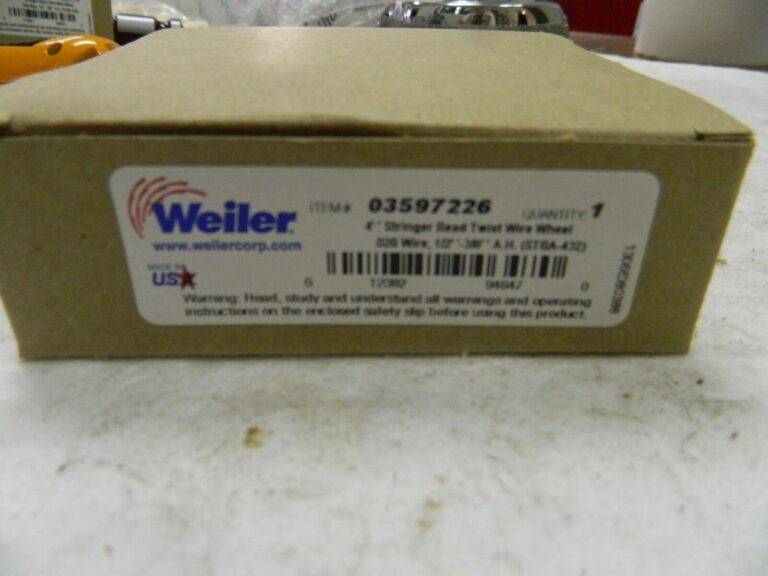 Weiler
www.weilercorp.com
MADE IN
USA
ITEM# 03597226 QUANTITY: 1
4'' Stringer Bead Twist Wire Wheel
.020 Wire, 1/2''-3/8'' A.H. (STBA-432)
0 12382 94647 0
Warning: Read, study and understand all warnings and operating
instructions on the enclosed safety slip before using this product.